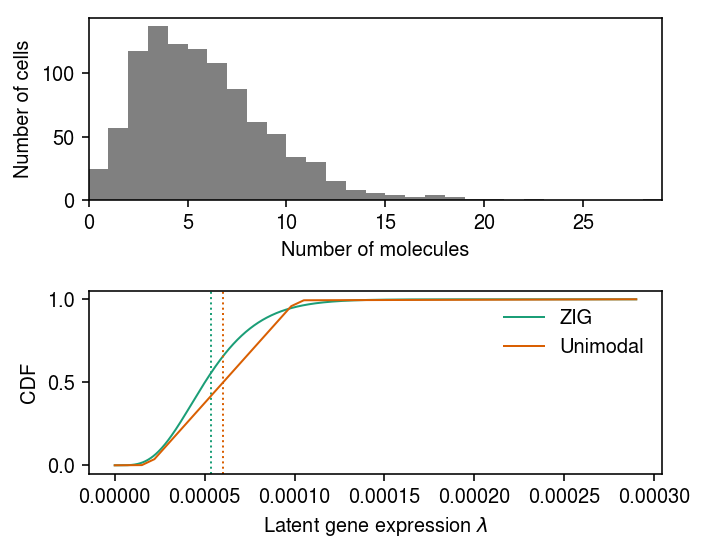 Number of cells
100
50
0
0 5 10 15 20 25
Number of molecules
CDF
1.0
0.5
0.0
ZIG
Unimodal
0.00000 0.00005 0.00010 0.00015 0.00020 0.00025 0.00030
Latent gene expression λ